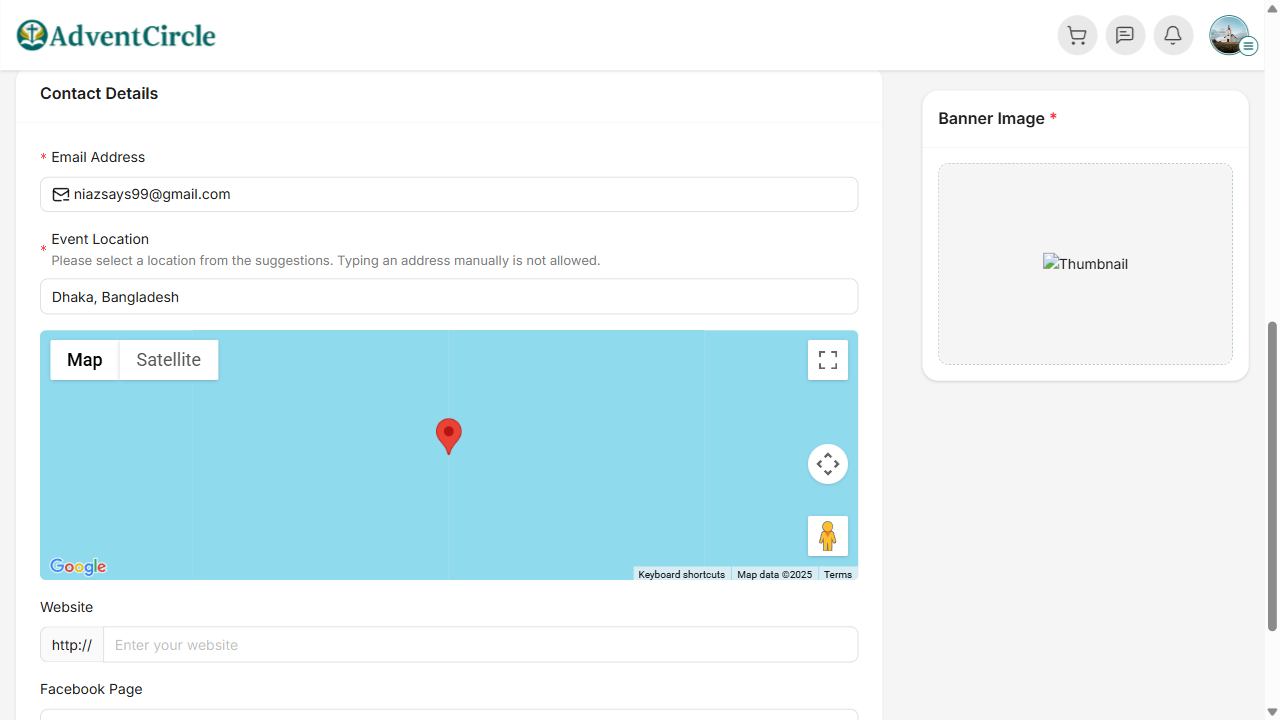 AdventCircle
Contact Details
Banner Image *
* Email Address
niazsays99@gmail.com
* Event Location
Please select a location from the suggestions. Typing an address manually is not allowed.
Thumbnail
Dhaka, Bangladesh
Map
Satellite
Google
Keyboard shortcuts
Map data ©2025
Terms
Website
http://
Enter your website
Facebook Page